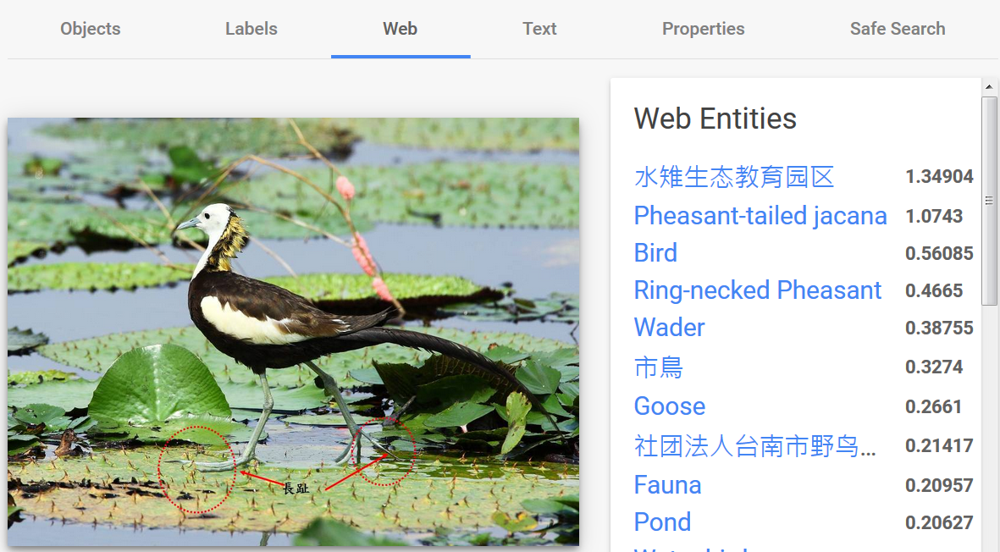 Objects
Labels
Web
Text
Properties
Safe Search
Web Entities
水雉生态教育园区 1.34904
Pheasant-tailed jacana 1.0743
Bird 0.56085
Ring-necked Pheasant 0.4665
Wader 0.38755
市鳥 0.3274
Goose 0.2661
社团法人台南市野鸟... 0.21417
Fauna 0.20957
Pond 0.20627
長趾